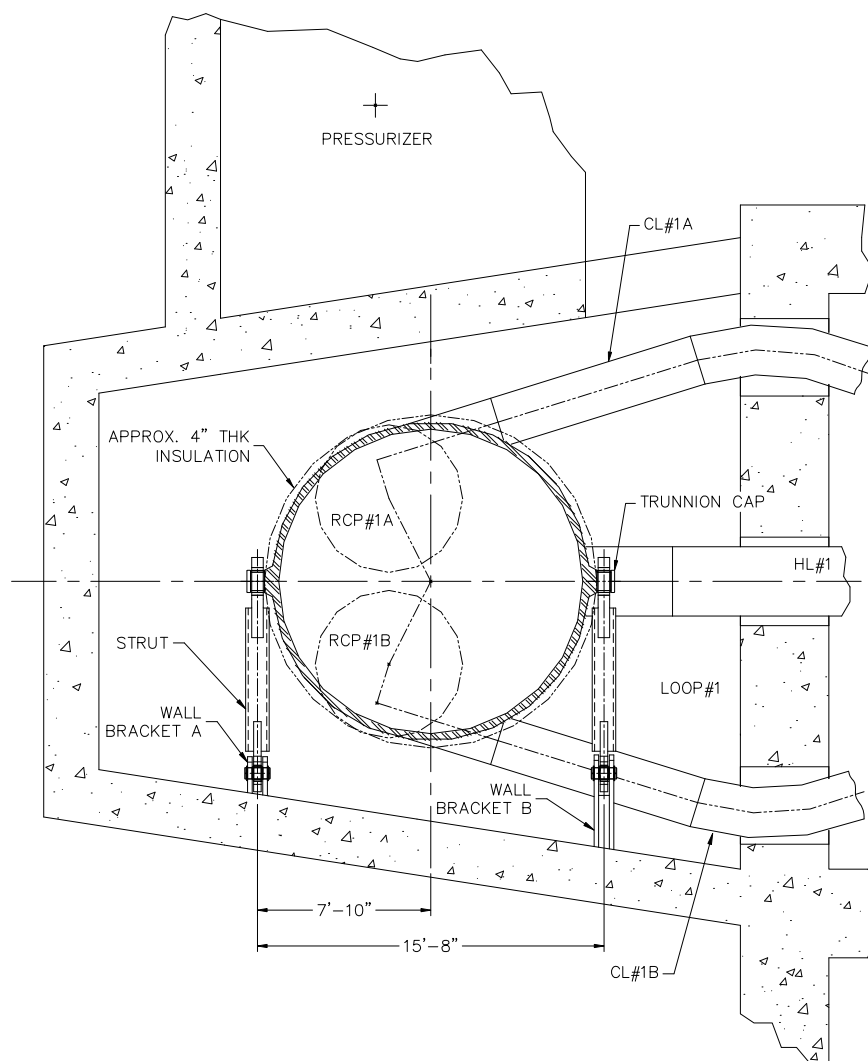 PRESSURIZER
CL#1A
APPROX. 4” THK
INSULATION
RCP#1A
TRUNNION CAP
HL#1
STRUT
RCP#1B
LOOP#1
WALL
BRACKET A
WALL
BRACKET B
7'-10”
15'-8”
CL#1B